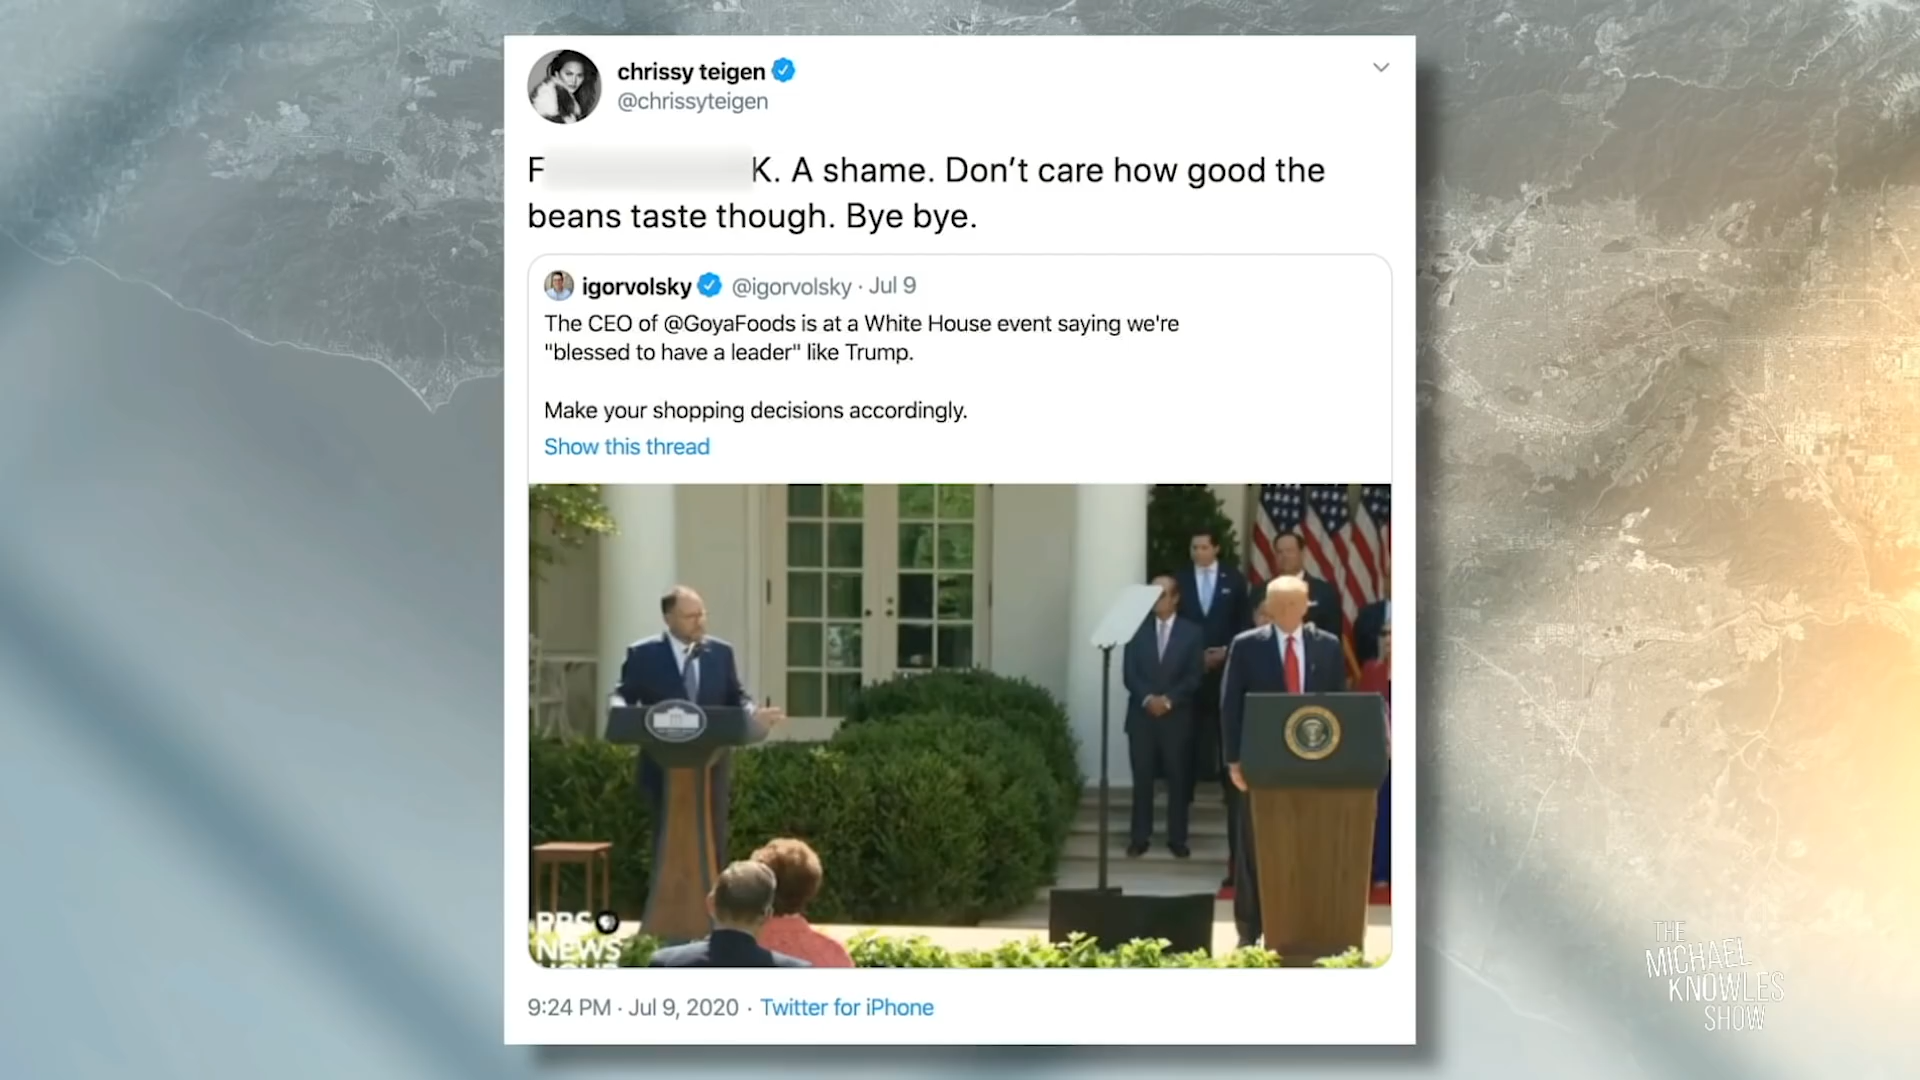 chrissy teigen
@chrissyteigen
F K. A shame. Don’t care how good the
beans taste though. Bye bye.
igorvolsky @igorvolsky · Jul 9
The CEO of @GoyaFoods is at a White House event saying we're
"blessed to have a leader" like Trump.
Make your shopping decisions accordingly.
Show this thread
PBS
NEWS
HOUR
9:24 PM · Jul 9, 2020 · Twitter for iPhone
THE
MICHAEL
KNOWLES
SHOW